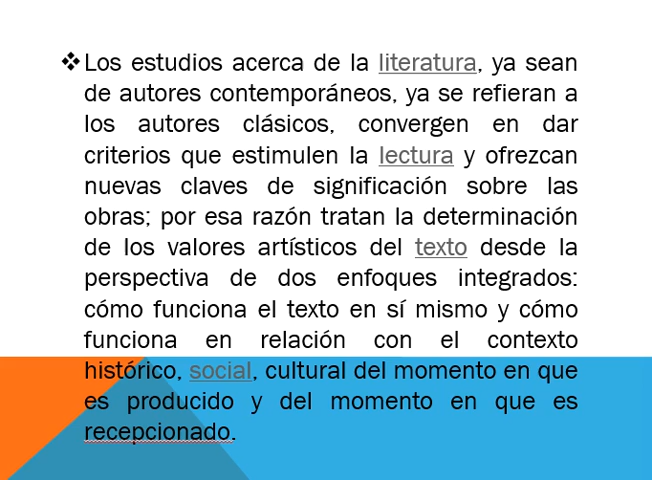 ❖Los estudios acerca de la literatura, ya sean
de autores contemporáneos, ya se refieran a
los autores clásicos, convergen en dar
criterios que estimulen la lectura y ofrezcan
nuevas claves de significación sobre las
obras; por esa razón tratan la determinación
de los valores artísticos del texto desde la
perspectiva de dos enfoques integrados:
cómo funciona el texto en sí mismo y cómo
funciona en relación con el contexto
histórico, social, cultural del momento en que
es producido y del momento en que es
recepcionado.